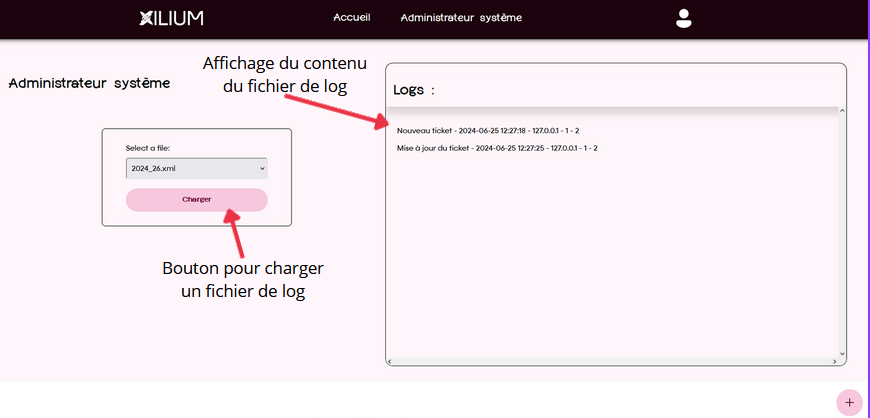 XILIUM
Accueil
Administrateur système
Affichage du contenu
du fichier de log
Administrateur système
Logs :
Nouveau ticket - 2024-06-25 12:27:18 - 127.0.0.1 - 1 - 2
Mise à jour du ticket - 2024-06-25 12:27:25 - 127.0.0.1 - 1 - 2
Select a file:
2024_26.xml
Charger
Bouton pour charger
un fichier de log
+